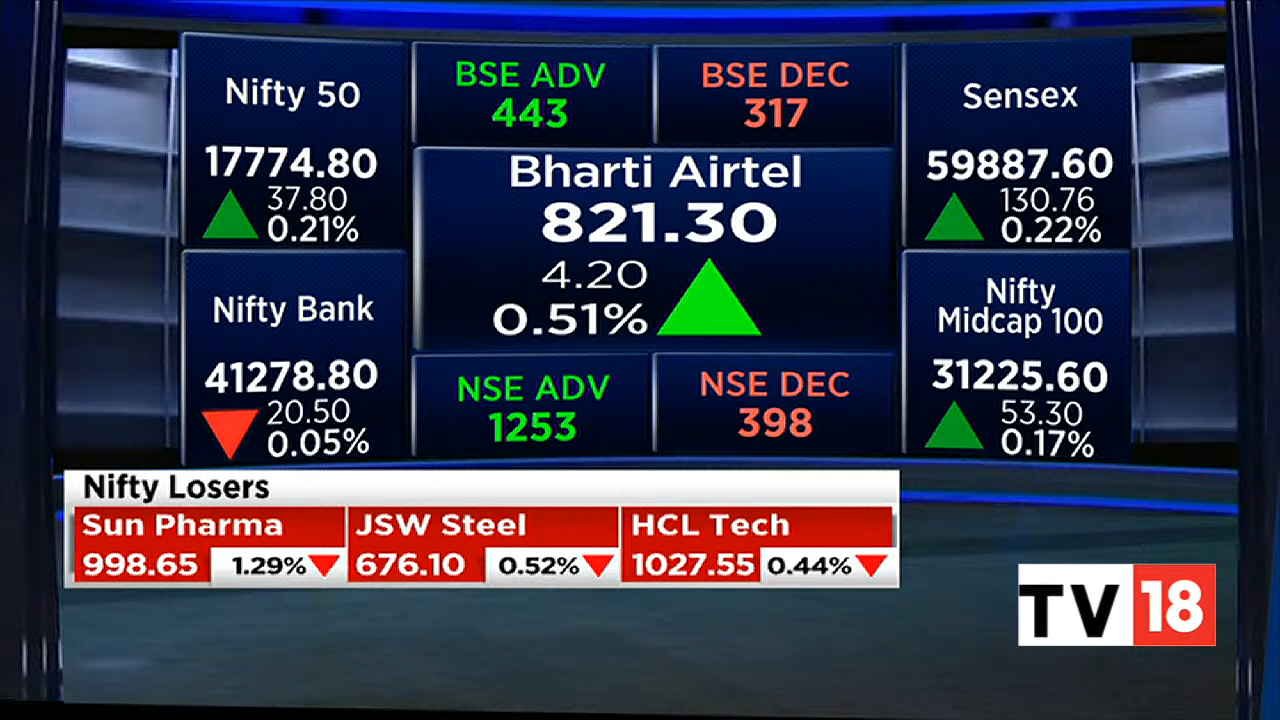 Nifty 50
17774.80
37.80
0.21%
BSE ADV
443
BSE DEC
317
Sensex
59887.60
130.76
0.22%
Bharti Airtel
821.30
4.20
0.51%
Nifty Bank
41278.80
20.50
0.05%
NSE ADV
1253
NSE DEC
398
Nifty
Midcap 100
31225.60
53.30
0.17%
Nifty Losers
Sun Pharma
998.65 1.29%
JSW Steel
676.10 0.52%
HCL Tech
1027.55 0.44%
TV 18